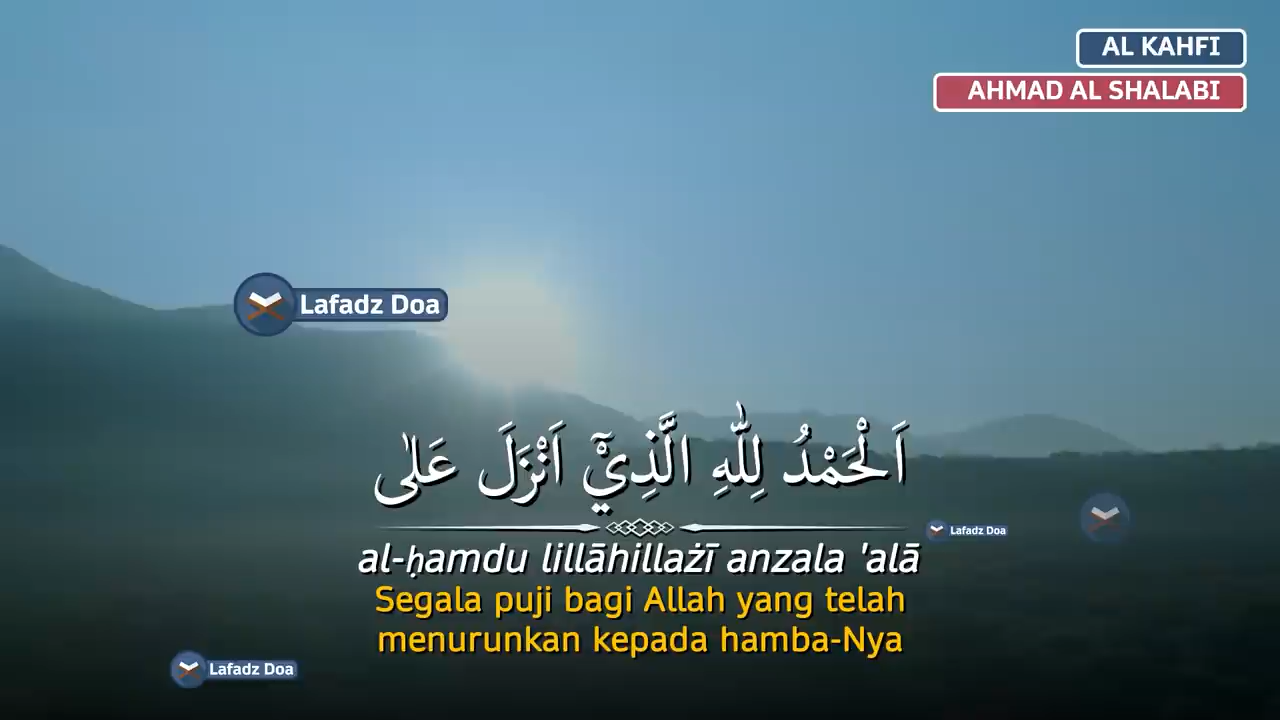 AL KAHFI
AHMAD AL SHALABI
Lafadz Doa
اَلْحَمْدُ لِلّٰهِ الَّذِيْٓ اَنْزَلَ عَلٰى
al-ḥamdu lillāhillażī anzala 'alā
Lafadz Doa
Segala puji bagi Allah yang telah
menurunkan kepada hamba-Nya
Lafadz Doa